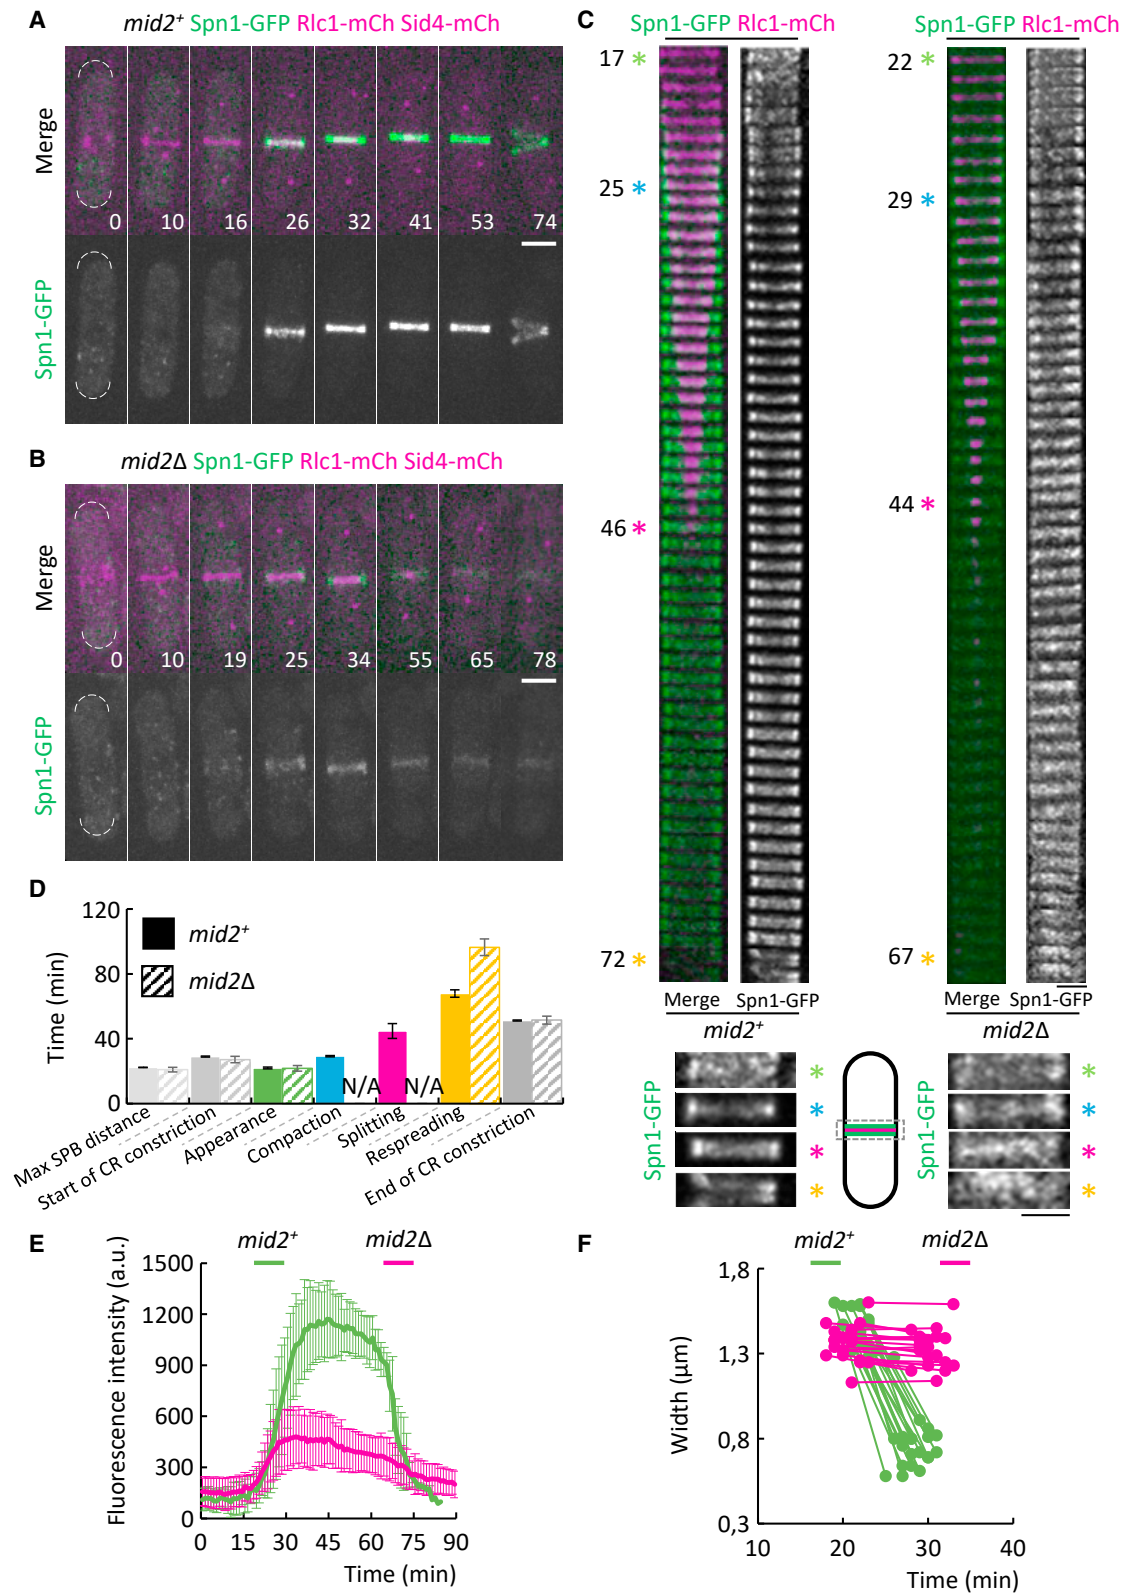 A
mid2⁺ Spn1-GFP Rlc1-mCh Sid4-mCh
Merge
0 10 16 26 32 41 53 74
Spn1-GFP
B
mid2Δ Spn1-GFP Rlc1-mCh Sid4-mCh
Merge
0 10 19 25 34 55 65 78
Spn1-GFP
C
Spn1-GFP Rlc1-mCh
17 *
25 *
46 *
72 *
Merge Spn1-GFP
mid2⁺
Spn1-GFP
*
*
*
*
Spn1-GFP Rlc1-mCh
22 *
29 *
44 *
67 *
Merge Spn1-GFP
mid2Δ
Spn1-GFP
*
*
*
*
D
Time (min)
120
80
40
0
mid2⁺
mid2Δ
N/A N/A
Max SPB distance
Start of CR constriction
Appearance
Compaction
Splitting
Respreading
End of CR constriction
E
mid2⁺ mid2Δ
Fluorescence intensity (a.u.)
1500
1200
900
600
300
0
0 15 30 45 60 75 90
Time (min)
F
mid2⁺ mid2Δ
Width (μm)
1,8
1.3
0,8
0,3
10 20 30 40
Time (min)